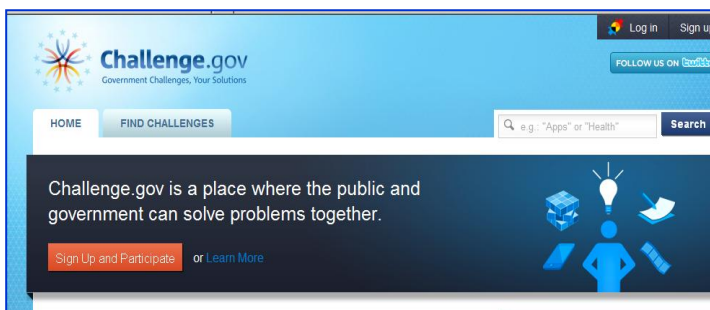 Log in Sign up
Challenge.gov
Government Challenges, Your Solutions
FOLLOW US ON twitter
HOME FIND CHALLENGES
e.g.: "Apps" or "Health" Search
Challenge.gov is a place where the public and
government can solve problems together.
Sign Up and Participate or Learn More